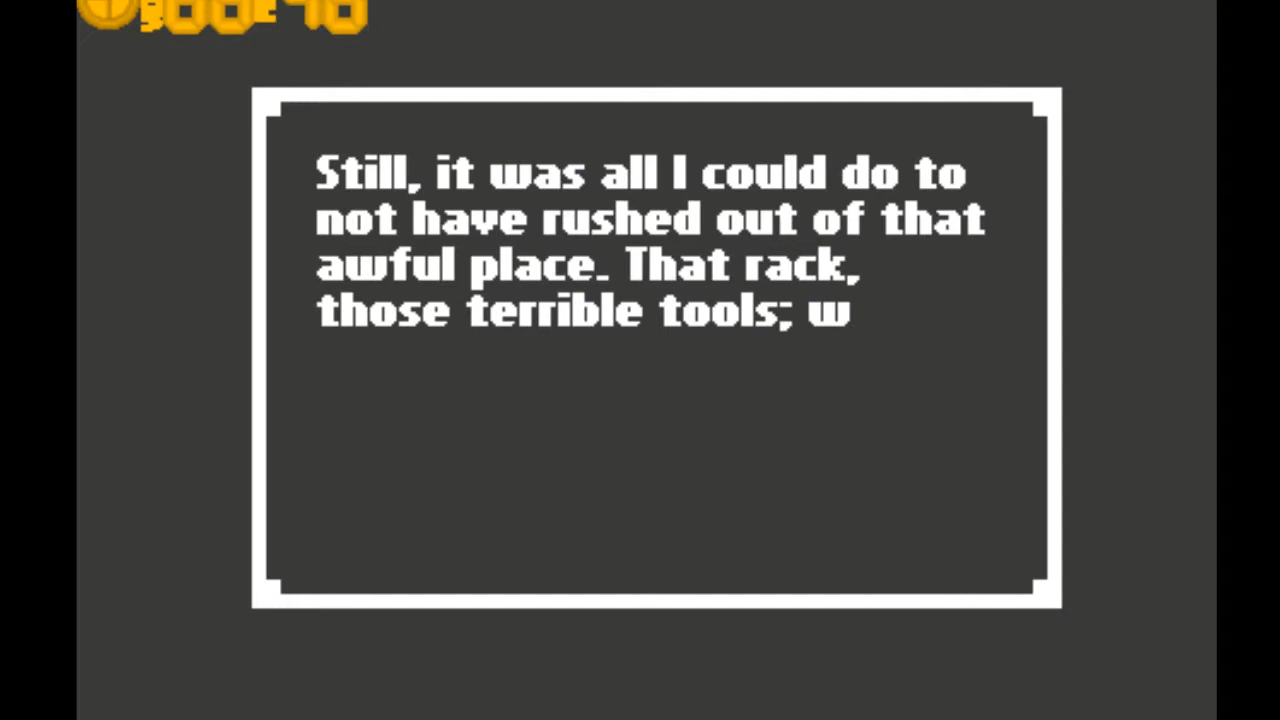 Still, it was all I could do to
not have rushed out of that
awful place. That rack,
those terrible tools; w